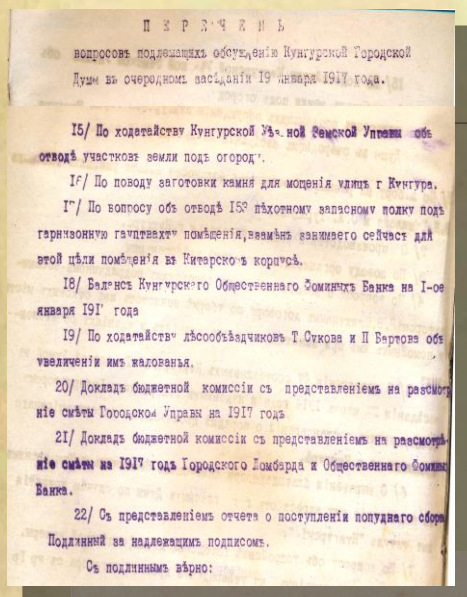 ПЕРЕЧЕНЬ
вопросовъ подлежащихъ обсужденію Кунгурской Городской
Думы въ очередномъ засѣданіи 19 января 1917 года.
15/ По ходатайству Кунгурской Уѣздной Земской Управы объ
отводѣ участковъ земли подъ огороды.
16/ По поводу заготовки камня для мощенія улицъ г Кунгура.
17/ По вопросу объ отводѣ 153 пѣхотному запасному полку подъ
гарнизонную гауптвахту помѣщенія,взамѣнъ занимаего сейчасъ для
этой цѣли помѣщенія въ Китарскомъ корпусѣ.
18/ Балансъ Кунгурскаго Общественнаго Фоминыхъ Банка на 1-ое
января 1917 года
19/ По ходатайству лѣсообъѣздчиковъ Т.Сукова и П Бартова объ
увеличеніи имъ жалованья.
20/ Докладъ бюджетной комиссіи съ представленіемъ на разсмотр
ніе смѣты Городской Управы на 1917 годъ
21/ Докладъ бюджетной комиссіи съ представленіемъ на разсмотрѣ-
ніе смѣты на 1917 годъ Городского Ломбарда и Общественнаго Фоминых
Банка.
22/ Съ представленіемъ отчета о поступленіи попуднаго сбора
Подлинный за надлежащимъ подписомъ.
Съ подлиннымъ вѣрно: